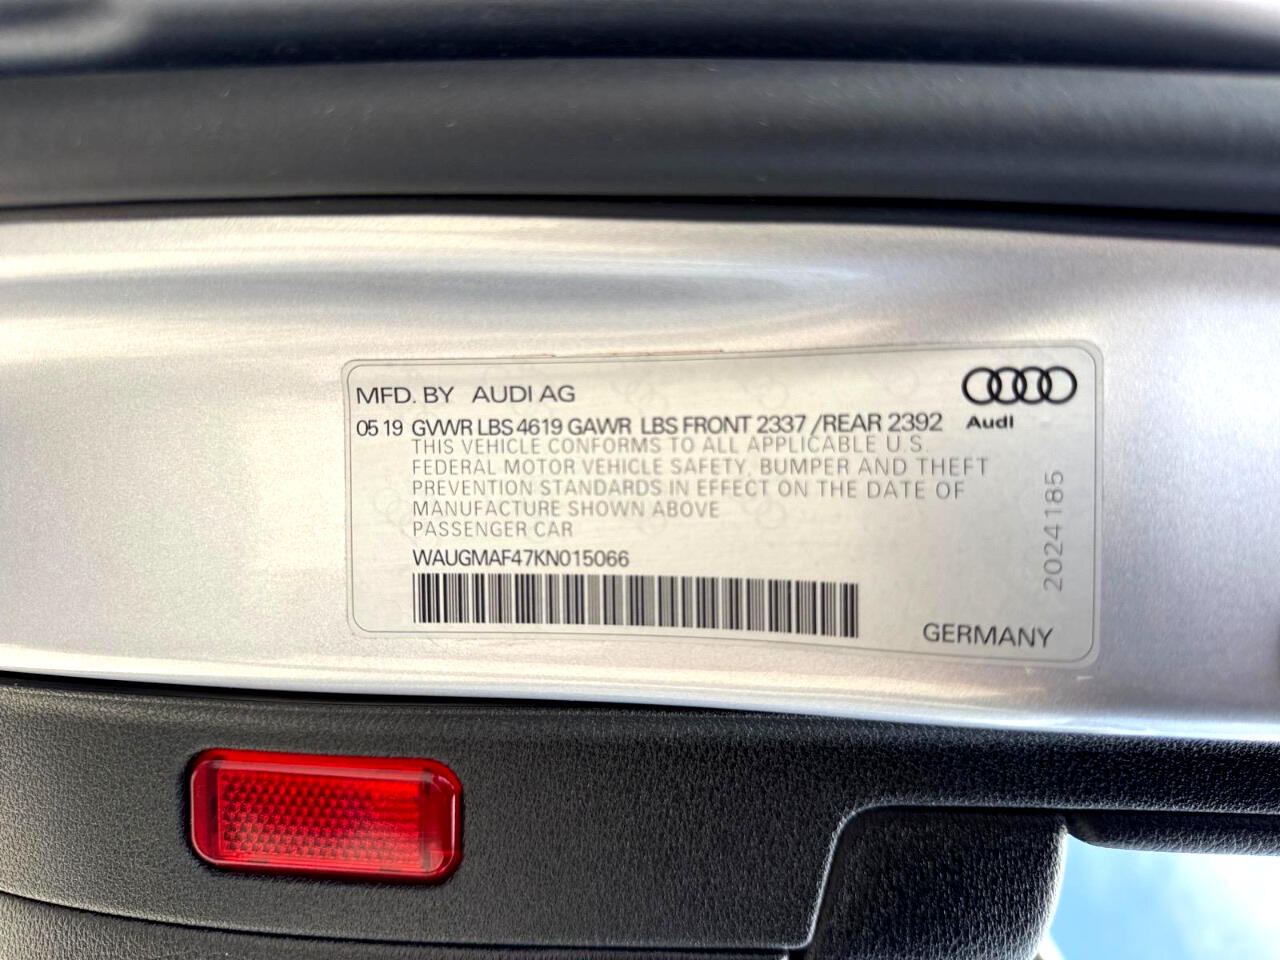 MFD. BY AUDI AG
05 19 GVWR LBS 4619 GAWR LBS FRONT 2337 /REAR 2392
Audi
THIS VEHICLE CONFORMS TO ALL APPLICABLE U.S.
FEDERAL MOTOR VEHICLE SAFETY, BUMPER AND THEFT
PREVENTION STANDARDS IN EFFECT ON THE DATE OF
MANUFACTURE SHOWN ABOVE
PASSENGER CAR
WAUGMAF47KN015066
2024185
GERMANY